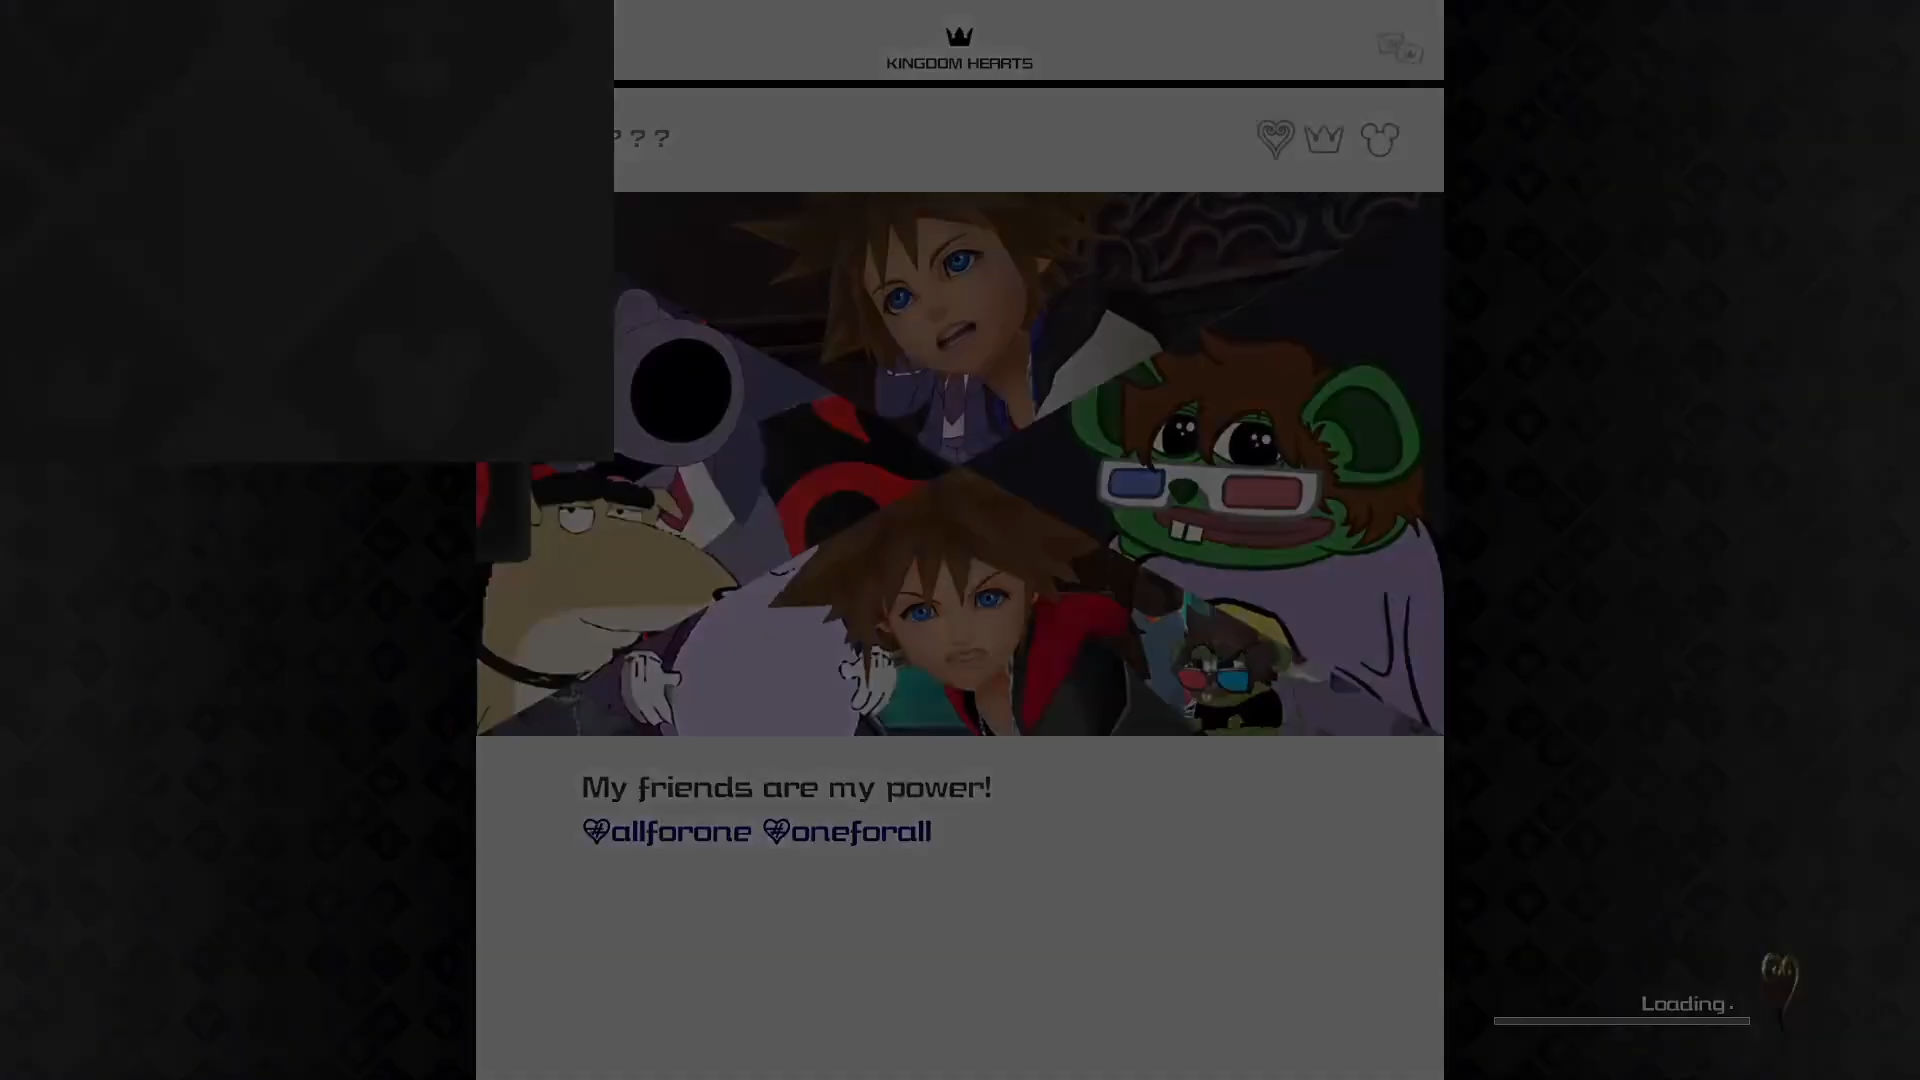 KINGDOM HEARTS
? ? ?
My friends are my power!
#allforone #oneforall
Loading.